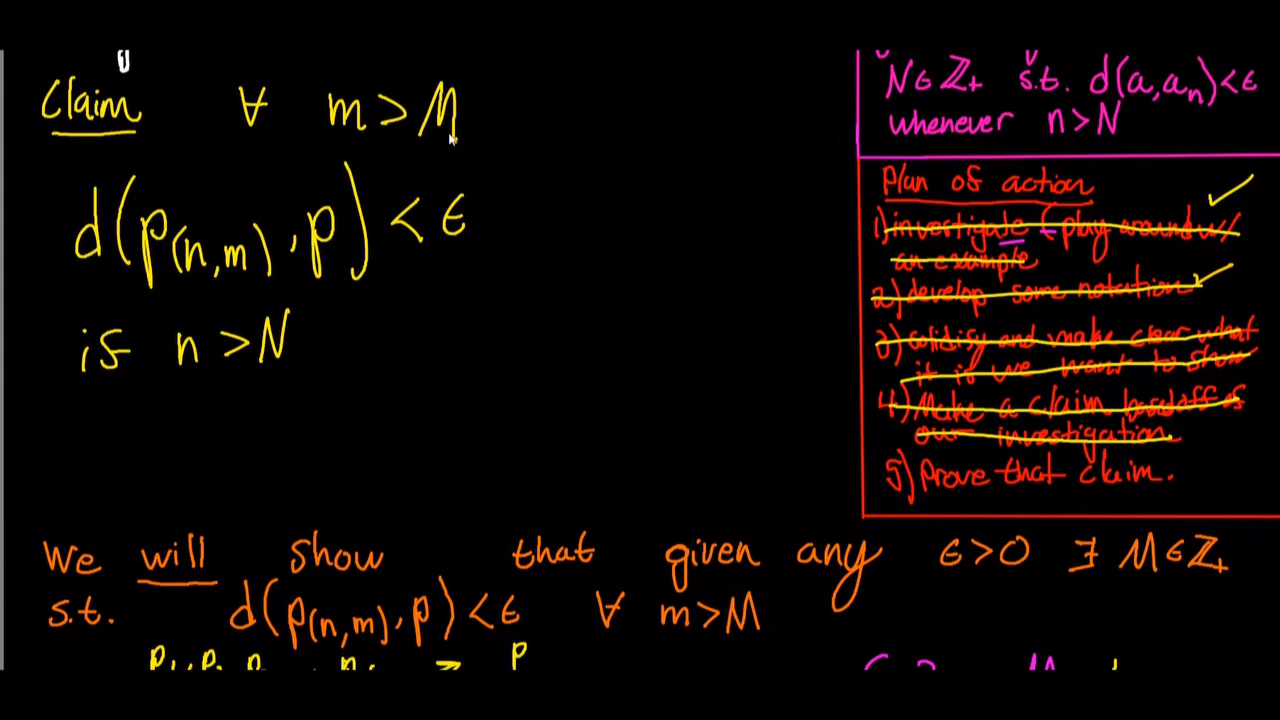 Claim ∀ m > M
d(p(n,m), p) < ϵ
is n > N
N ∈ ℤ+ s.t. d(a, an) < ϵ
whenever n > N
Plan of action
1) investigate (play around w/
an example
2) develop some notation
3) solidify and make clear what
it is we want to show
4) Make a claim based off of
our investigation.
5) Prove that claim.
We will show that given any ϵ > 0 ∃ M ∈ ℤ+
s.t. d(p(n,m), p) < ϵ ∀ m > M